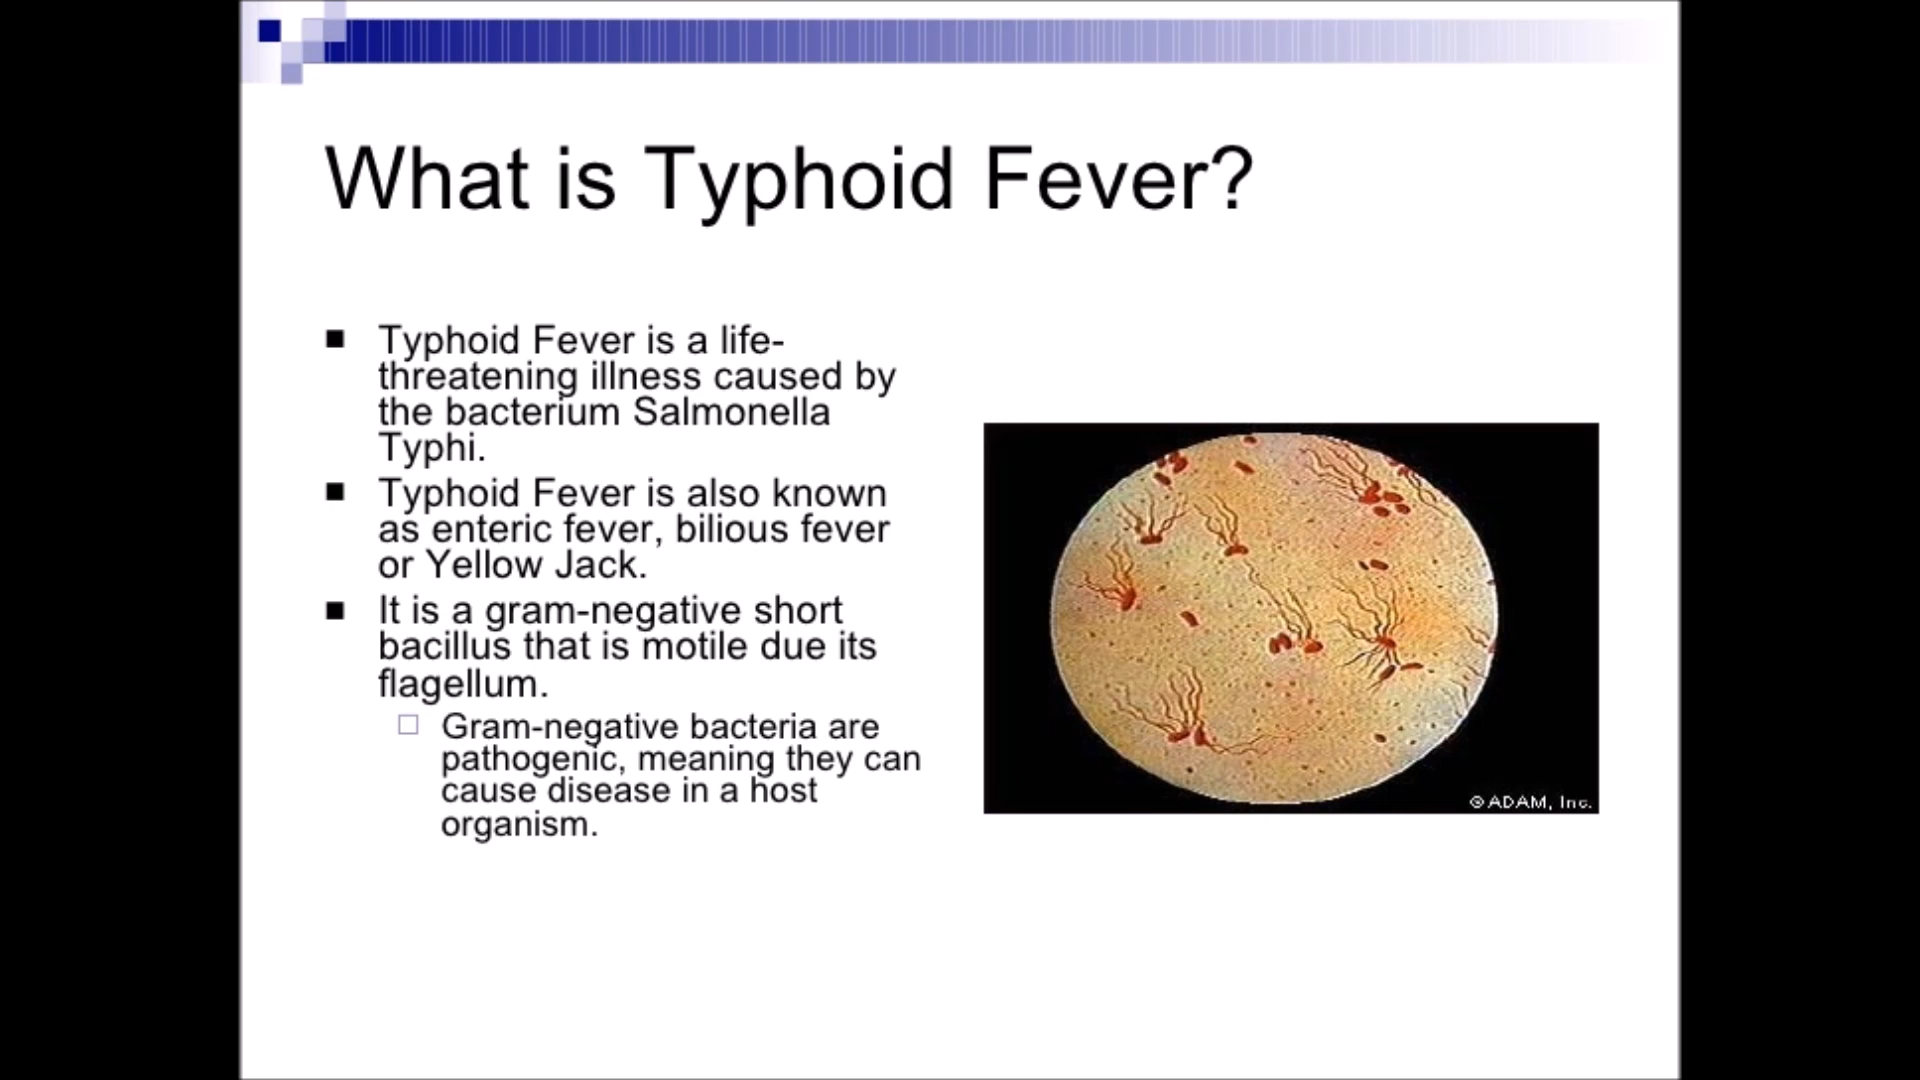 What is Typhoid Fever?
Typhoid Fever is a life-
threatening illness caused by
the bacterium Salmonella
Typhi.
Typhoid Fever is also known
as enteric fever, bilious fever
or Yellow Jack.
It is a gram-negative short
bacillus that is motile due its
flagellum.
Gram-negative bacteria are
pathogenic, meaning they can
cause disease in a host
organism.
©ADAM, Inc.